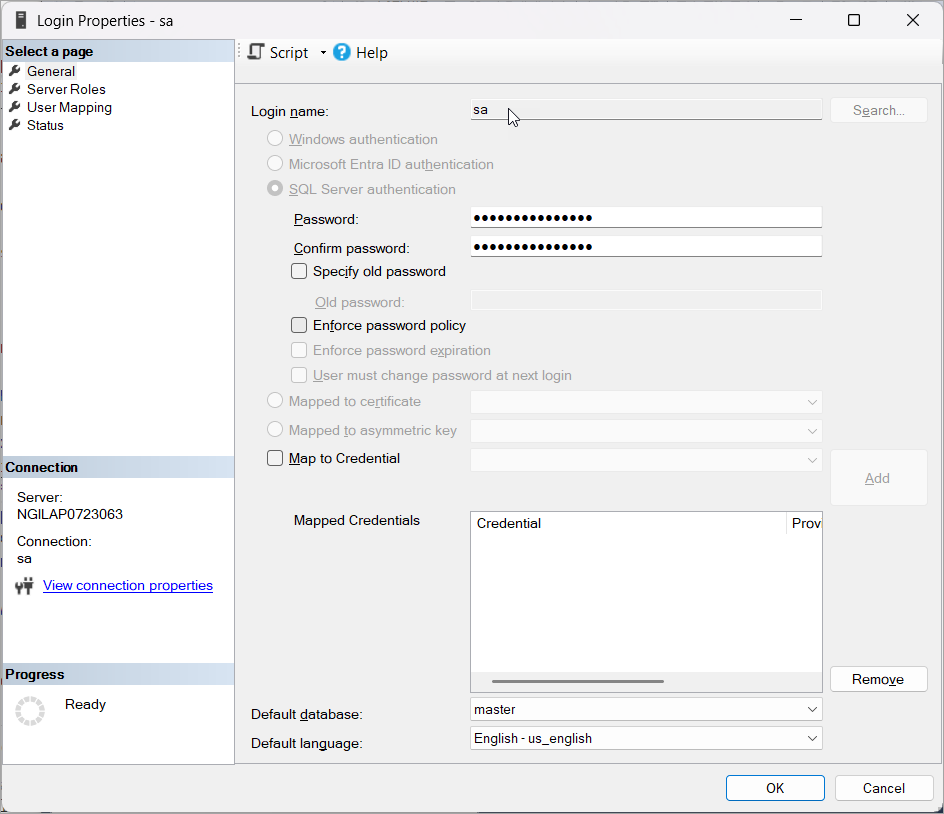 Login Properties - sa
Select a page
General
Server Roles
User Mapping
Status
Script
Help
Login name:
sa
Search...
Windows authentication
Microsoft Entra ID authentication
SQL Server authentication
Password:
●●●●●●●●●●●●●●●
Confirm password:
●●●●●●●●●●●●●●●
Specify old password
Old password:
Enforce password policy
Enforce password expiration
User must change password at next login
Mapped to certificate
Mapped to asymmetric key
Map to Credential
Add
Mapped Credentials
Credential
Provi
Remove
Default database:
master
Default language:
English - us_english
Connection
Server:
NGILAP0723063
Connection:
sa
View connection properties
Progress
Ready
OK
Cancel